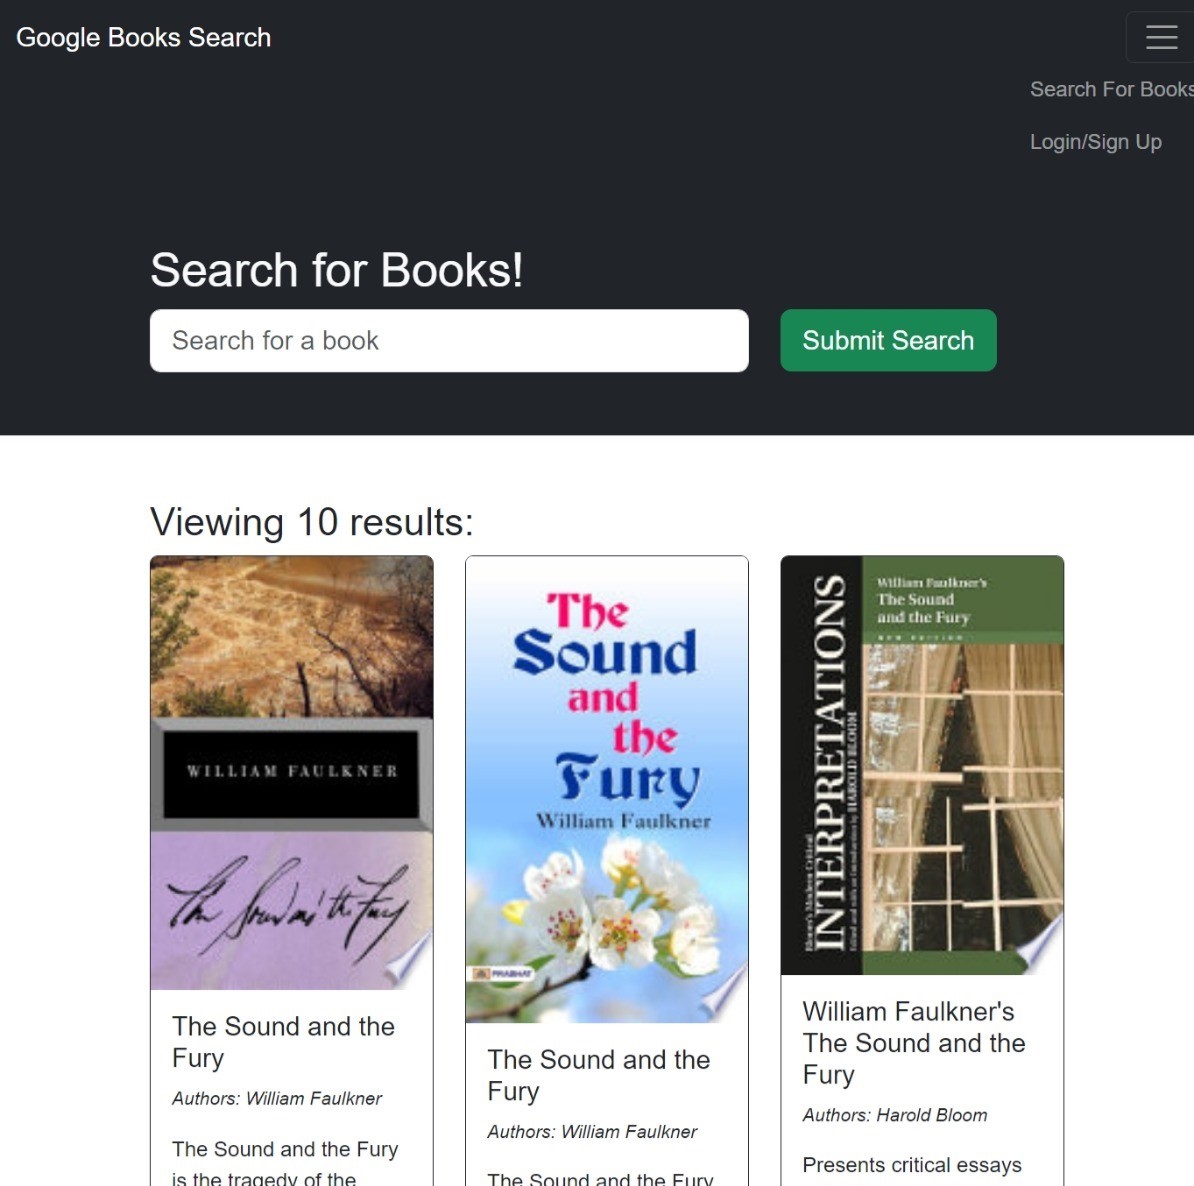 Google Books Search
Search For Books
Login/Sign Up
Search for Books!
Search for a book
Submit Search
Viewing 10 results:
WILLIAM FAULKNER
The Sound and the Fury
The Sound and the Fury
Authors: William Faulkner
The Sound and the Fury
is the tragedy of the
The
Sound
and
the
Fury
William Faulkner
PRABHAT
The Sound and the
Fury
Authors: William Faulkner
The Sound and the Fury
William Faulkner's
The Sound
and the Fury
NEW EDITION
Bloom's Modern Critical
INTERPRETATIONS
Edited and with an Introduction by HAROLD BLOOM
William Faulkner's
The Sound and the
Fury
Authors: Harold Bloom
Presents critical essays